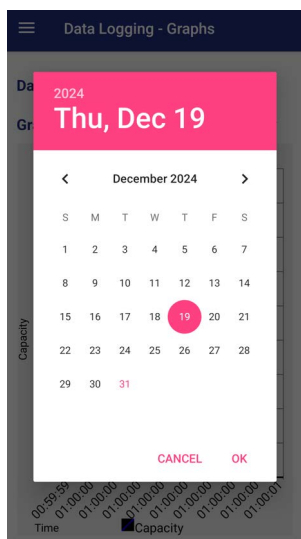 Data Logging - Graphs
Da
Gr
2024
Thu, Dec 19
December 2024
S M T W T F S
1 2 3 4 5 6 7
8 9 10 11 12 13 14
15 16 17 18 19 20 21
22 23 24 25 26 27 28
29 30 31
CANCEL OK
Capacity
00:59:59 01:00:00 01:00:00 01:00:00 01:00:00 01:00:00 01:00:00 01:00:01
Time
Capacity